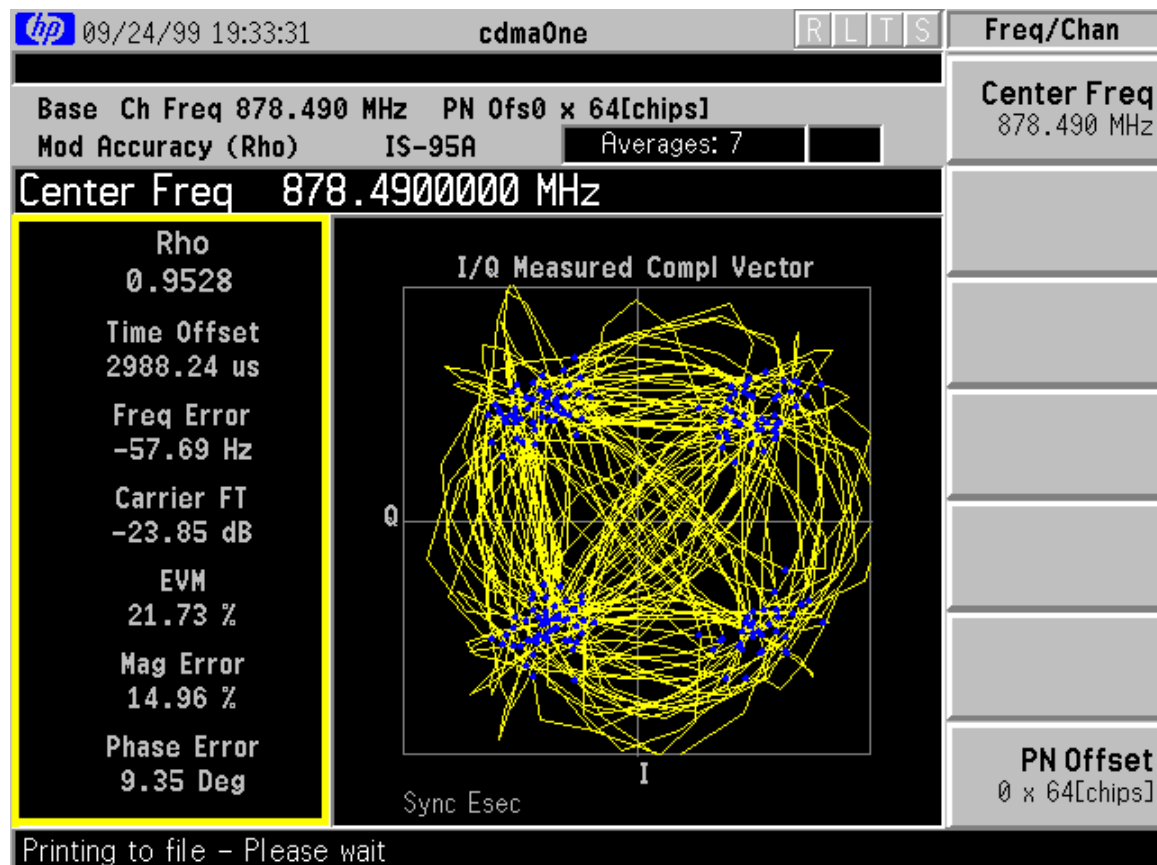 hp 09/24/99 19:33:31 cdmaOne R L T S Freq/Chan
Base Ch Freq 878.490 MHz PN Ofs0 x 64[chips]
Mod Accuracy (Rho) IS-95A Averages: 7
Center Freq 878.4900000 MHz
Rho
0.9528
Time Offset
2988.24 us
Freq Error
-57.69 Hz
Carrier FT
-23.85 dB
EVM
21.73 %
Mag Error
14.96 %
Phase Error
9.35 Deg
I/Q Measured Compl Vector
Q
I
Sync Esec
Center Freq
878.490 MHz
PN Offset
0 x 64[chips]
Printing to file - Please wait